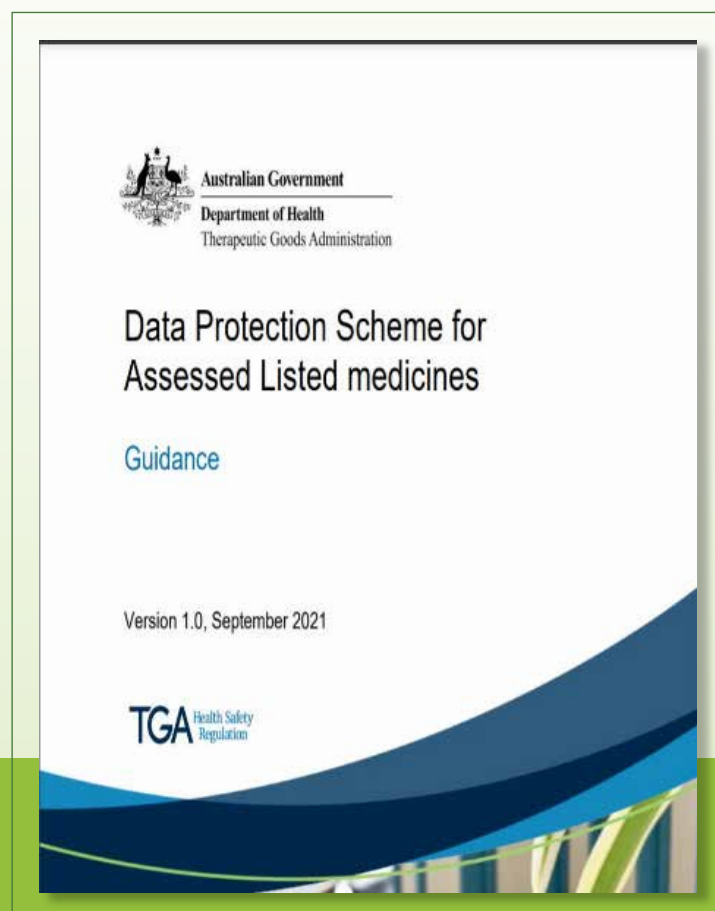 Australian Government
Department of Health
Therapeutic Goods Administration
Data Protection Scheme for
Assessed Listed medicines
Guidance
Version 1.0, September 2021
TGA Health Safety
Regulation